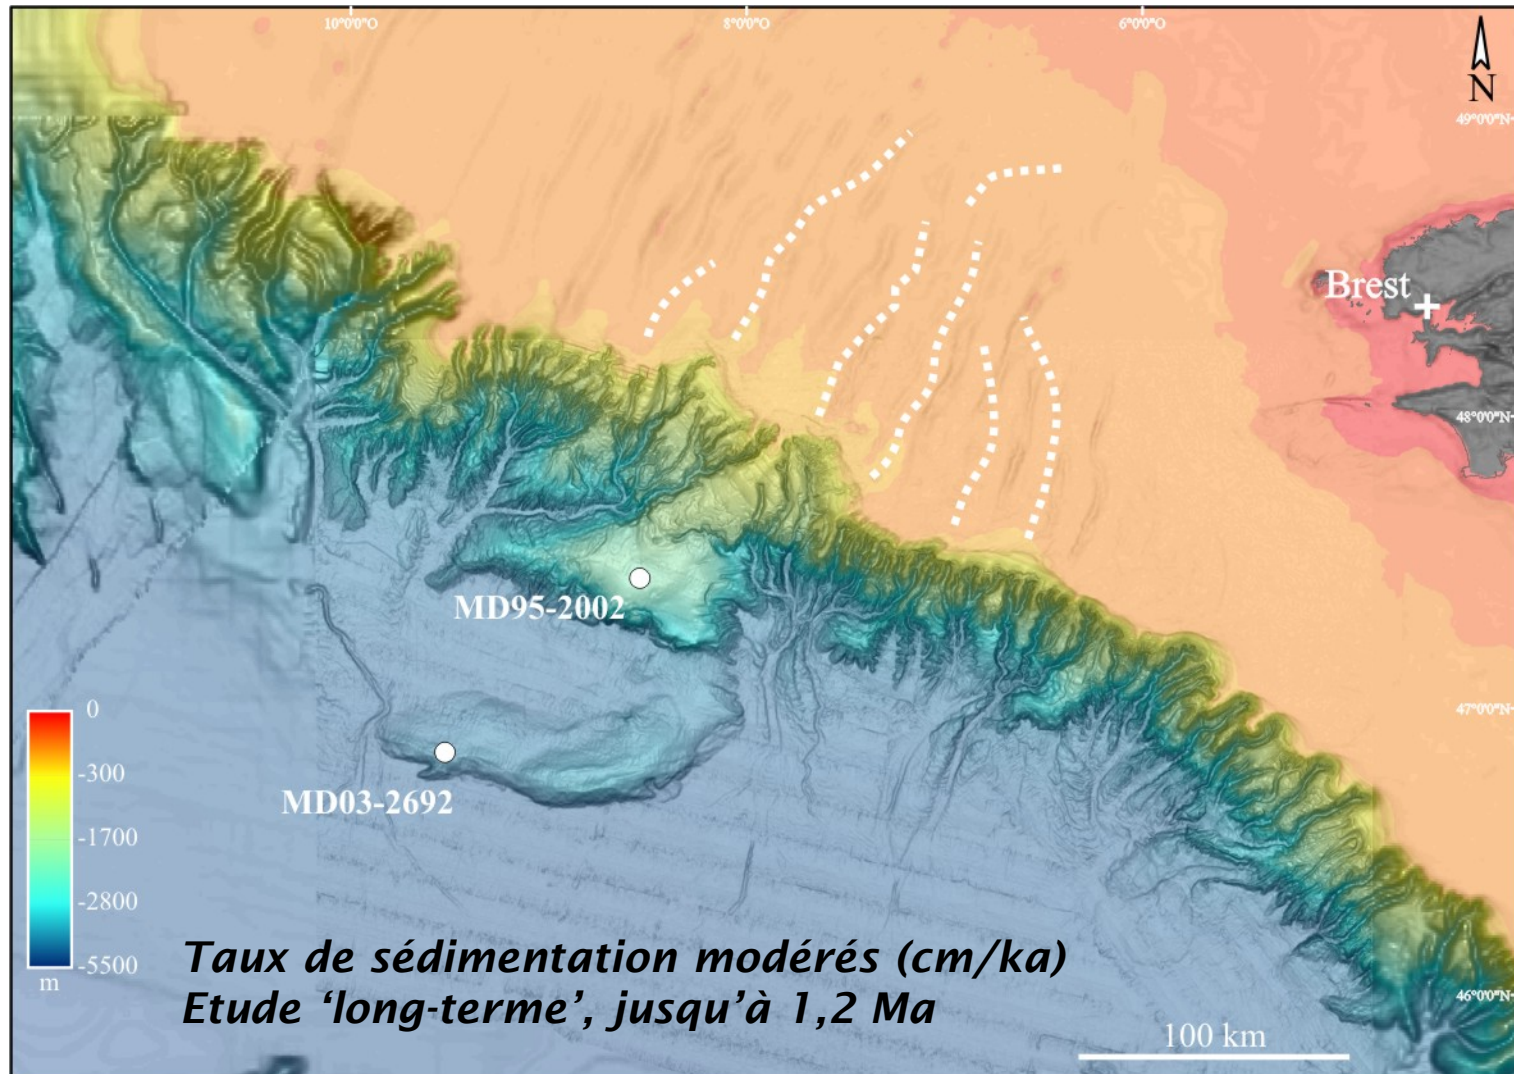 10°0'0"O
8°0'0"O
6°0'0"O
N
49°0'0"N
Brest
48°0'0"N
MD95-2002
47°0'0"N
0
-300
MD03-2692
-1700
-2800
-5500
m
Taux de sédimentation modérés (cm/ka)
Etude ‘long-terme’, jusqu’à 1,2 Ma
46°0'0"N
100 km